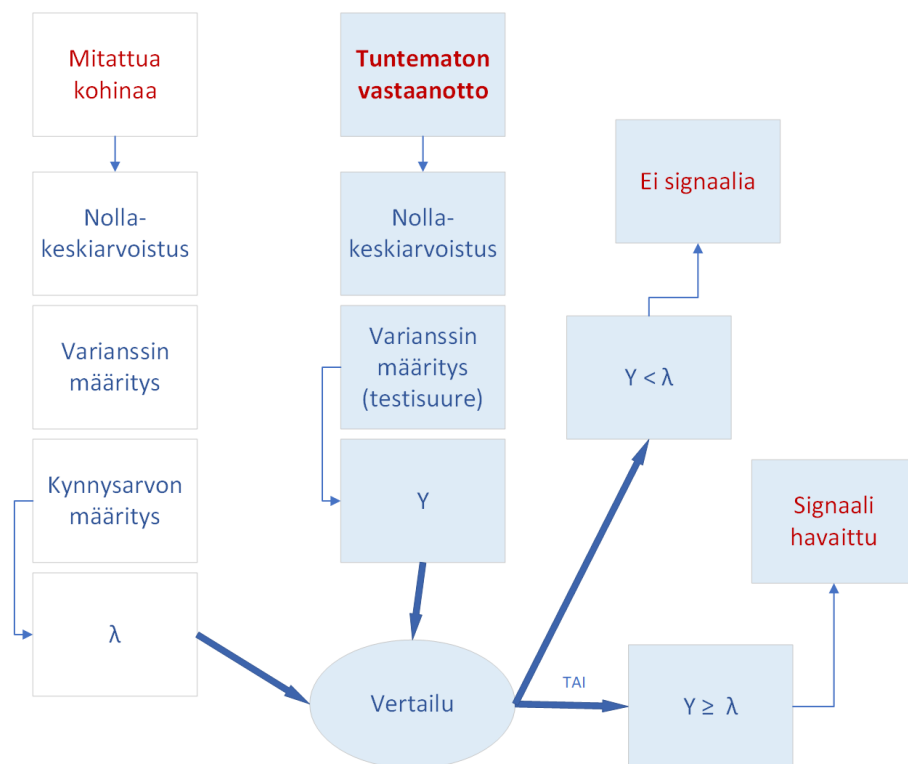 Mitattua
kohinaa
Nolla-
keskiarvoistus
Varianssin
määritys
Kynnysarvon
määritys
λ
Tuntematon
vastaanotto
Nolla-
keskiarvoistus
Varianssin
määritys
(testisuure)
Y
Vertailu
TAI
Y < λ
Ei signaalia
Y ≥ λ
Signaali
havaittu